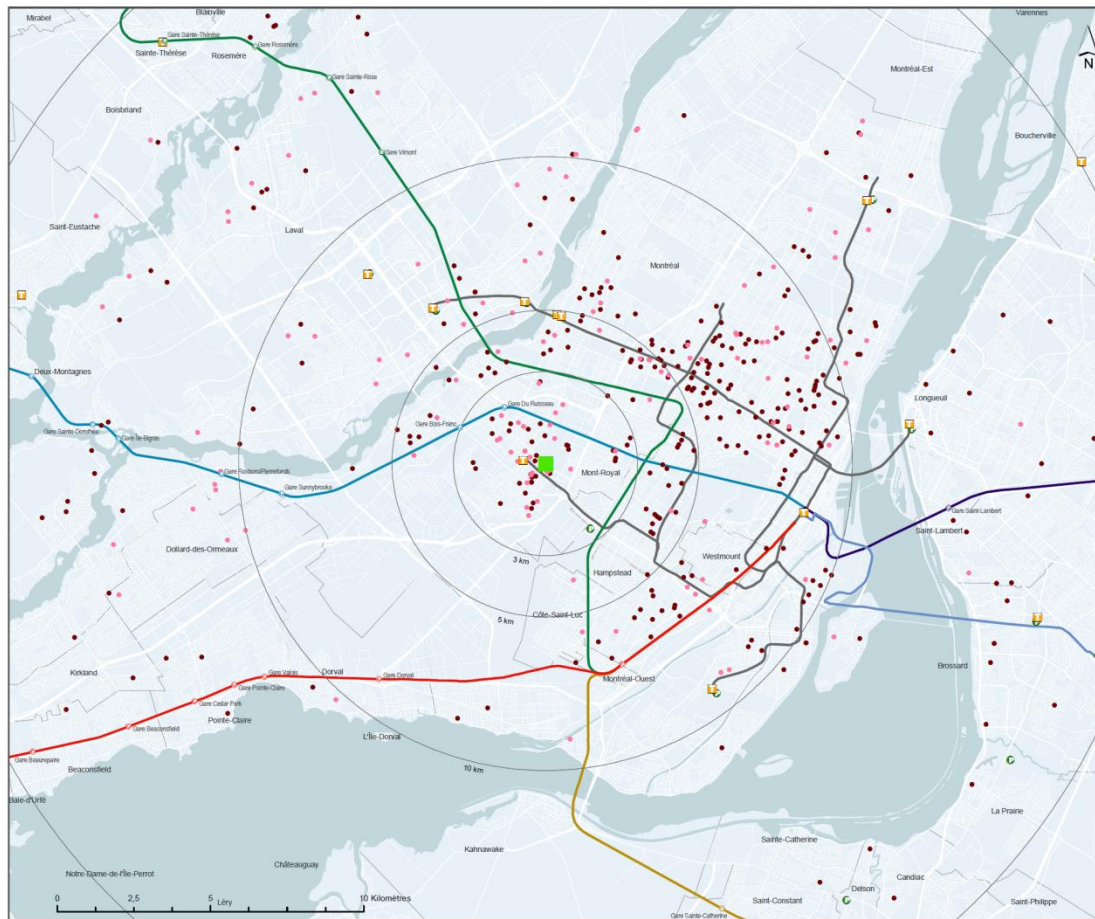 Mirabel
Blainville
Varennes
Gare Sainte-Thérèse
Sainte-Thérèse
Rosemère
Gare Rosemère
N
Montréal-Est
Gare Sainte-Rose
Boisbriand
Boucherville
Gare Vimont
Saint-Eustache
Laval
Montréal
Deux-Montagnes
Longueuil
Gare Du Ruisseau
Gare Sainte-Dorothée
Gare Île-Bigras
Gare Bois-Franc
Gare Roxboro/Pierrefonds
Mont-Royal
Gare Sunnybrooke
Gare Saint-Lambert
Saint-Lambert
Dollard-des-Ormeaux
Westmount
3 km
Hampstead
Côte-Saint-Luc
5 km
Kirkland
Gare Valois
Dorval
Gare Dorval
Montréal-Ouest
Brossard
Gare Pointe-Claire
Gare Cedar Park
Pointe-Claire
Gare Beaconsfield
L'Île-Dorval
Gare Beaurepaire
Beaconsfield
10 km
Baie-d'Urfé
La Prairie
Sainte-Catherine
Kahnawake
Châteauguay
Notre-Dame-de-l'Île-Perrot
Candiac
Delson
0 2,5 5 10 Kilomètres
Léry
Saint-Constant
Saint-Philippe
Gare Sainte-Catherine